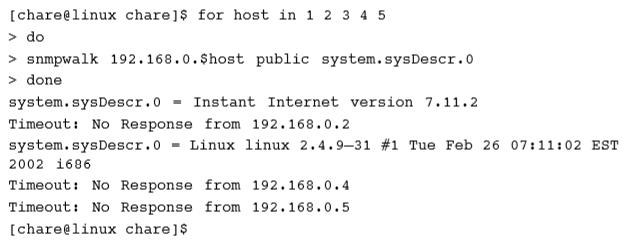 [chare@linux chare]$ for host in 1 2 3 4 5
> do
> snmpwalk 192.168.0.$host public system.sysDescr.0
> done
system.sysDescr.0 = Instant Internet version 7.11.2
Timeout: No Response from 192.168.0.2
system.sysDescr.0 = Linux linux 2.4.9–31 #1 Tue Feb 26 07:11:02 EST
2002 i686
Timeout: No Response from 192.168.0.4
Timeout: No Response from 192.168.0.5
[chare@linux chare]$